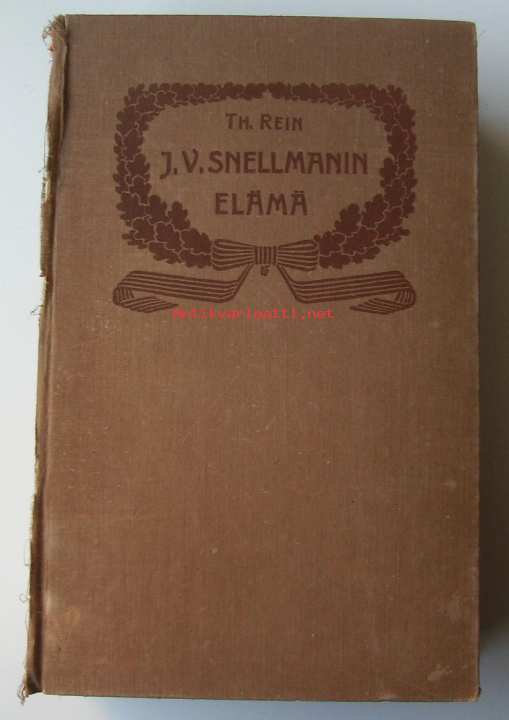 TH. REIN
J.V. SNELLMANIN
ELÄMÄ
Antikvariaatti.net